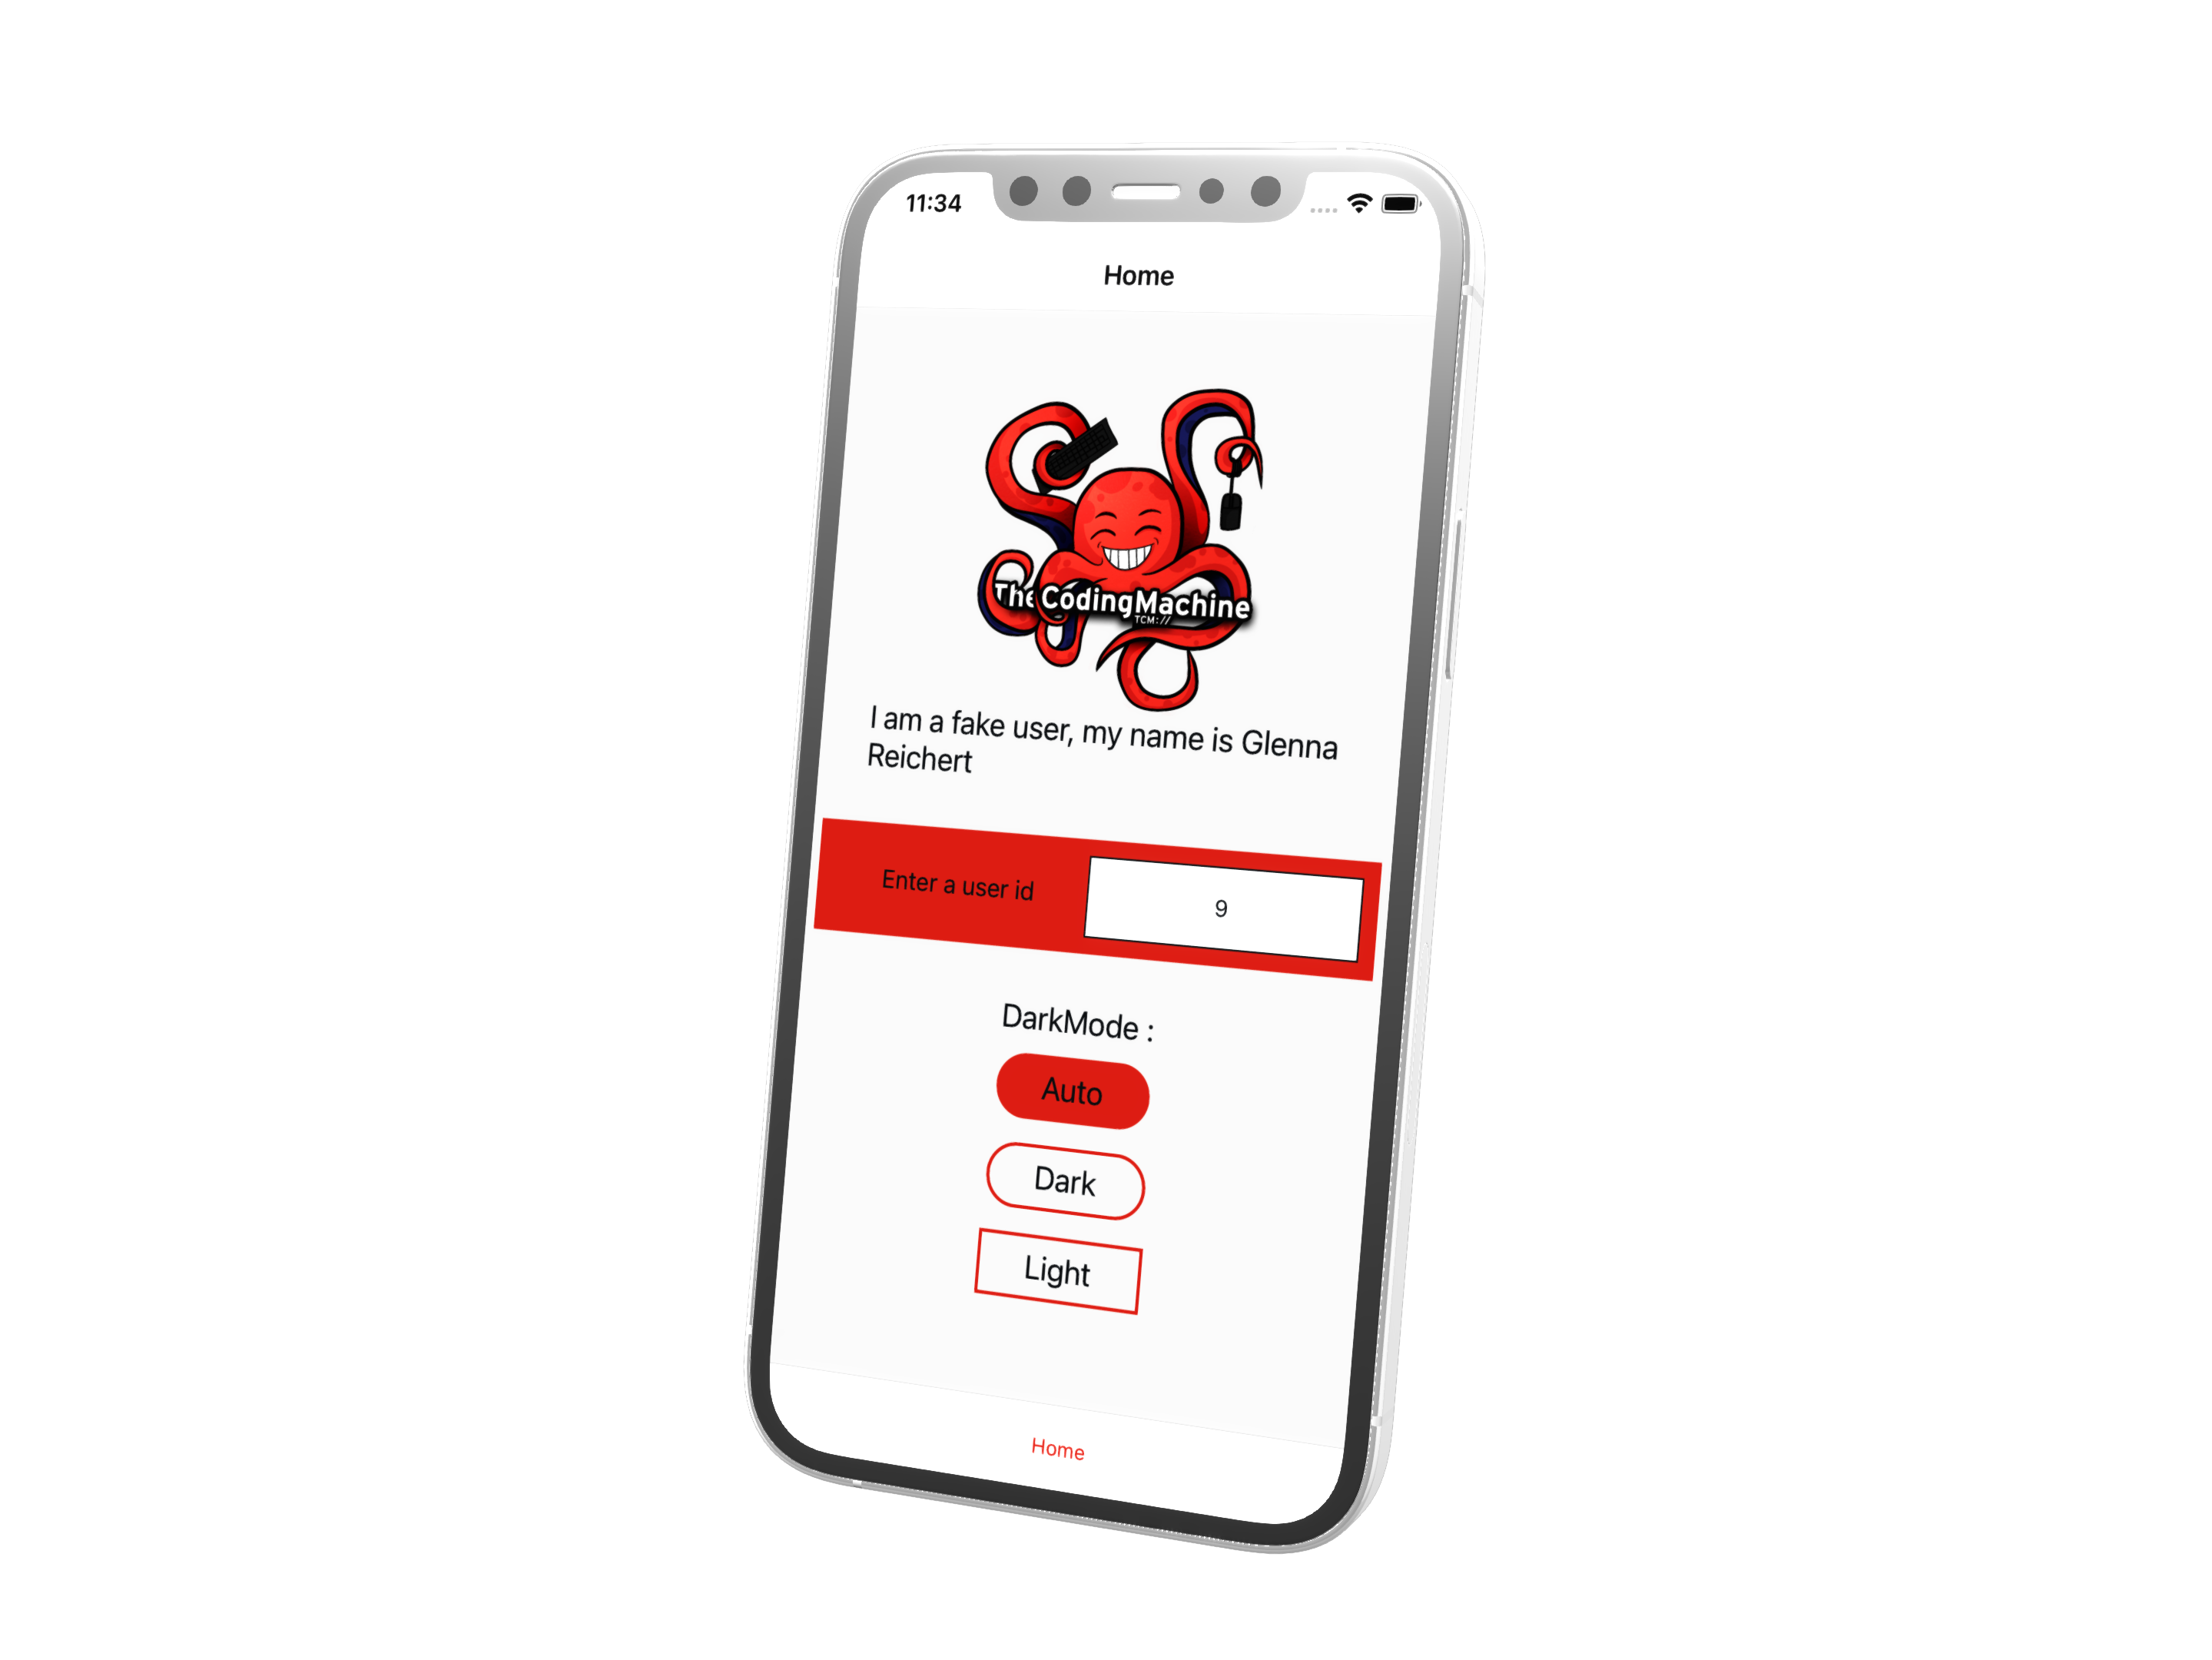 11:34
Home
The CodingMachine
TCM://
I am a fake user, my name is Glenna
Reichert
Enter a user id
9
DarkMode :
Auto
Dark
Light
Home